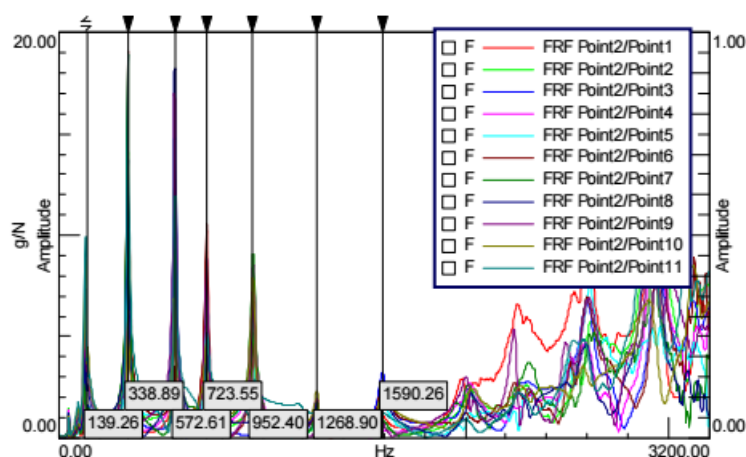 20.00
1.00
F FRF Point2/Point1
F FRF Point2/Point2
F FRF Point2/Point3
F FRF Point2/Point4
F FRF Point2/Point5
F FRF Point2/Point6
F FRF Point2/Point7
F FRF Point2/Point8
F FRF Point2/Point9
F FRF Point2/Point10
F FRF Point2/Point11
g/N
Amplitude
Amplitude
338.89
723.55
1590.26
139.26
572.61
952.40
1268.90
0.00
0.00
0.00
Hz
3200.00